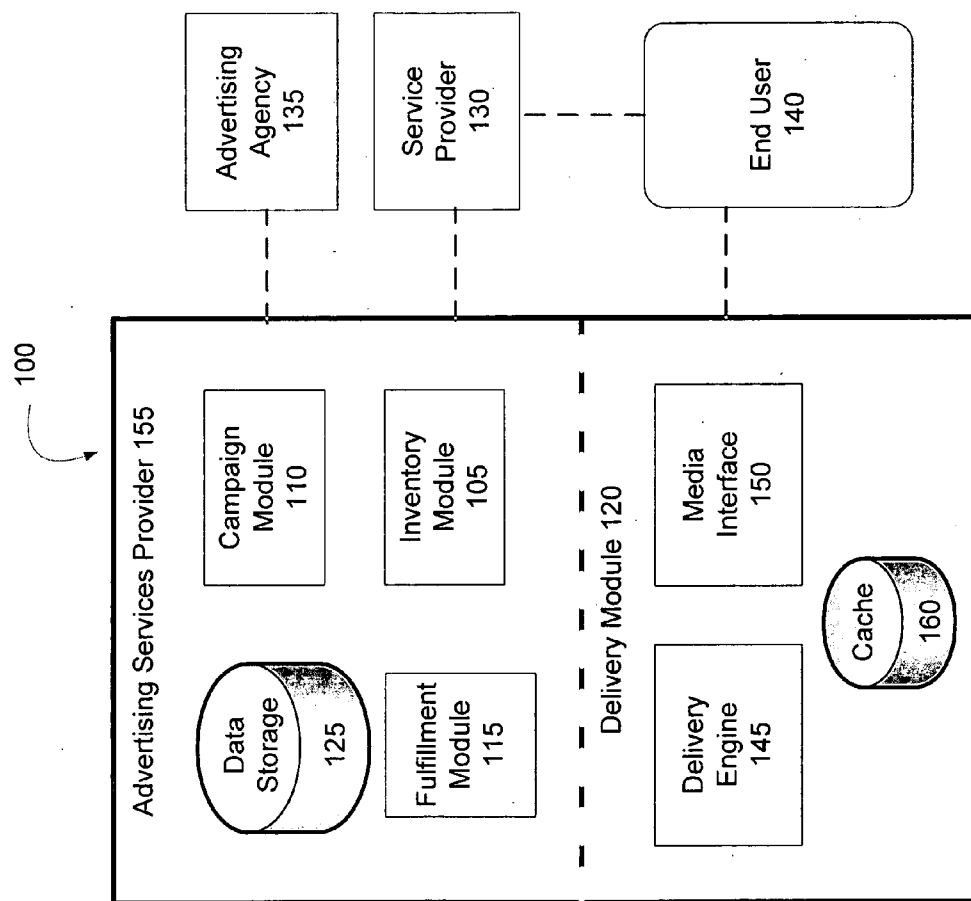 100
Advertising Services Provider 155
Data
Storage
125
Campaign
Module
110
Advertising
Agency
135
Fulfillment
Module
115
Inventory
Module
105
Service
Provider
130
Delivery Module 120
Delivery
Engine
145
Media
Interface
150
End User
140
Cache
160